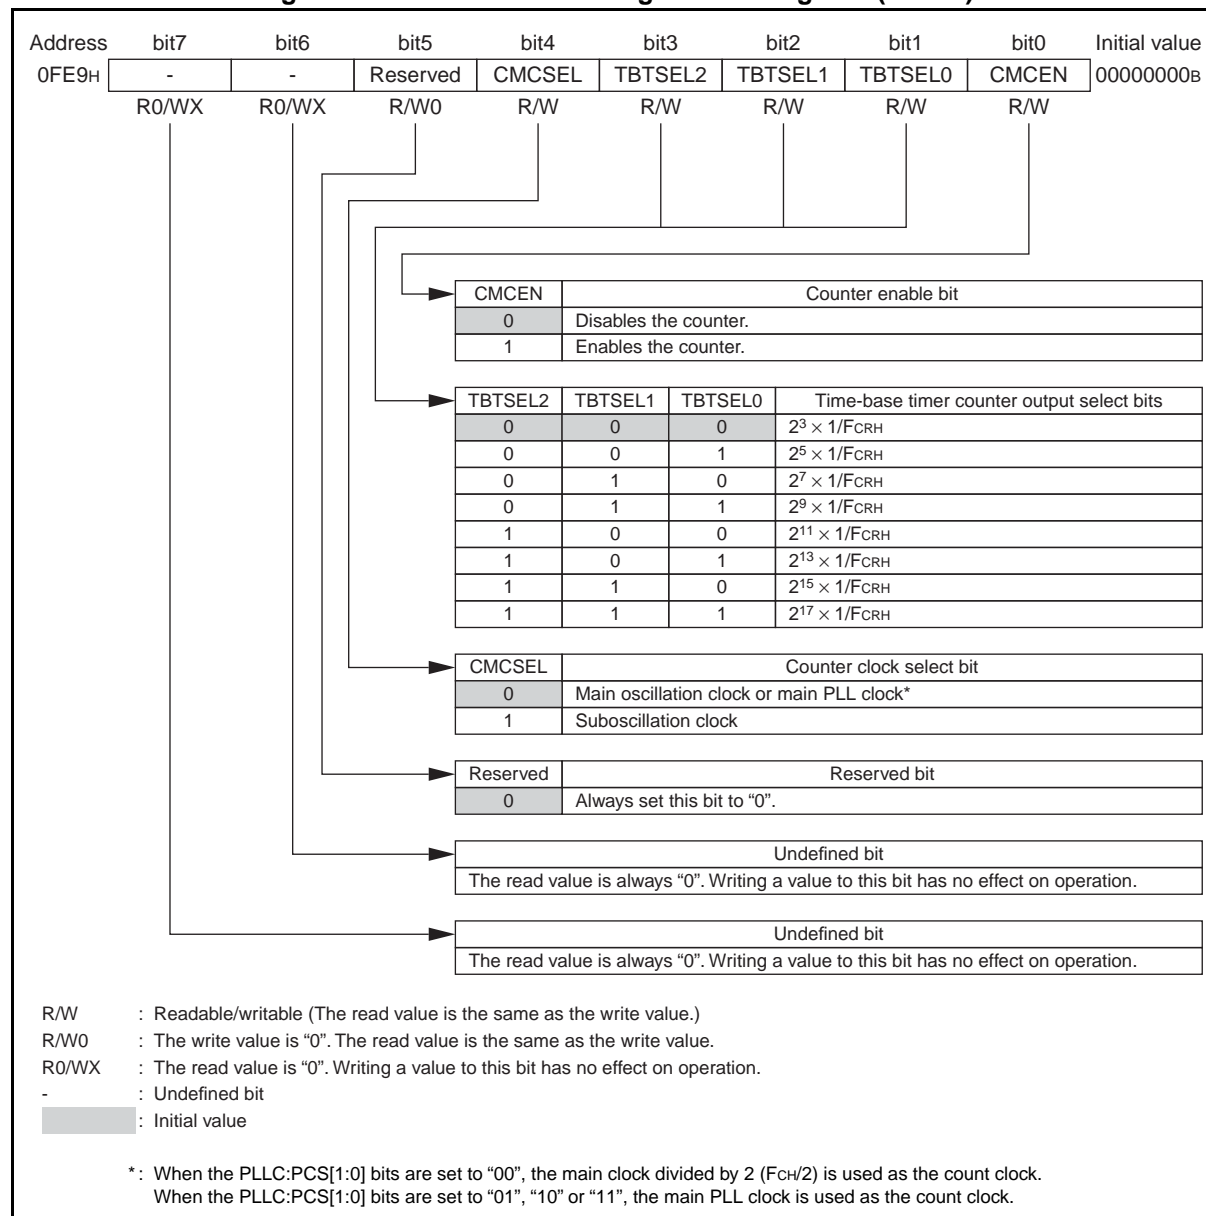 Address bit7 bit6 bit5 bit4 bit3 bit2 bit1 bit0 Initial value
0FE9H - - Reserved CMCSEL TBTSEL2 TBTSEL1 TBTSEL0 CMCEN 00000000B
R0/WX R0/WX R/W0 R/W R/W R/W R/W R/W
CMCEN Counter enable bit
0 Disables the counter.
1 Enables the counter.
TBTSEL2 TBTSEL1 TBTSEL0 Time-base timer counter output select bits
0 0 0 2³ × 1/FCRH
0 0 1 2⁵ × 1/FCRH
0 1 0 2⁷ × 1/FCRH
0 1 1 2⁹ × 1/FCRH
1 0 0 2¹¹ × 1/FCRH
1 0 1 2¹³ × 1/FCRH
1 1 0 2¹⁵ × 1/FCRH
1 1 1 2¹⁷ × 1/FCRH
CMCSEL Counter clock select bit
0 Main oscillation clock or main PLL clock*
1 Suboscillation clock
Reserved Reserved bit
0 Always set this bit to “0”.
Undefined bit
The read value is always “0”. Writing a value to this bit has no effect on operation.
Undefined bit
The read value is always “0”. Writing a value to this bit has no effect on operation.
R/W : Readable/writable (The read value is the same as the write value.)
R/W0 : The write value is “0”. The read value is the same as the write value.
R0/WX : The read value is “0”. Writing a value to this bit has no effect on operation.
- : Undefined bit
: Initial value
* : When the PLLC:PCS[1:0] bits are set to “00”, the main clock divided by 2 (FCH/2) is used as the count clock.
When the PLLC:PCS[1:0] bits are set to “01”, “10” or “11”, the main PLL clock is used as the count clock.